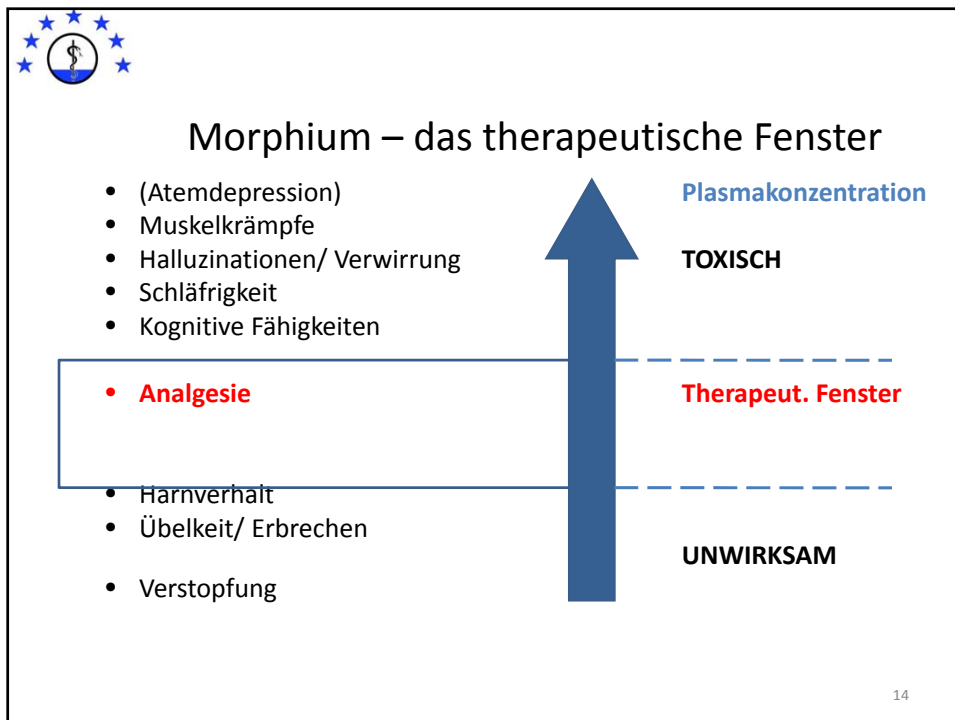 Morphium – das therapeutische Fenster
• (Atemdepression)
• Muskelkrämpfe
• Halluzinationen/ Verwirrung
• Schläfrigkeit
• Kognitive Fähigkeiten
• Analgesie
• Harnverhalt
• Übelkeit/ Erbrechen
• Verstopfung
Plasmakonzentration
TOXISCH
Therapeut. Fenster
UNWIRKSAM
14